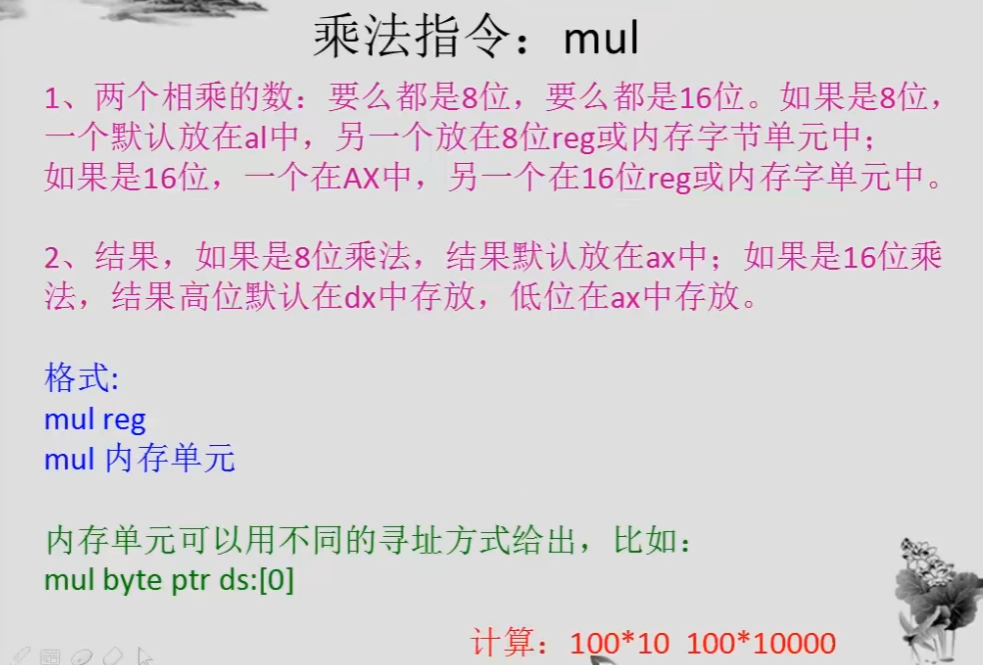 乘法指令：mul
1、两个相乘的数：要么都是8位，要么都是16位。如果是8位，
一个默认放在al中，另一个放在8位reg或内存字节单元中；
如果是16位，一个在AX中，另一个在16位reg或内存字单元中。
2、结果，如果是8位乘法，结果默认放在ax中；如果是16位乘
法，结果高位默认在dx中存放，低位在ax中存放。
格式:
mul reg
mul 内存单元
内存单元可以用不同的寻址方式给出，比如：
mul byte ptr ds:[0]
计算：100*10 100*10000